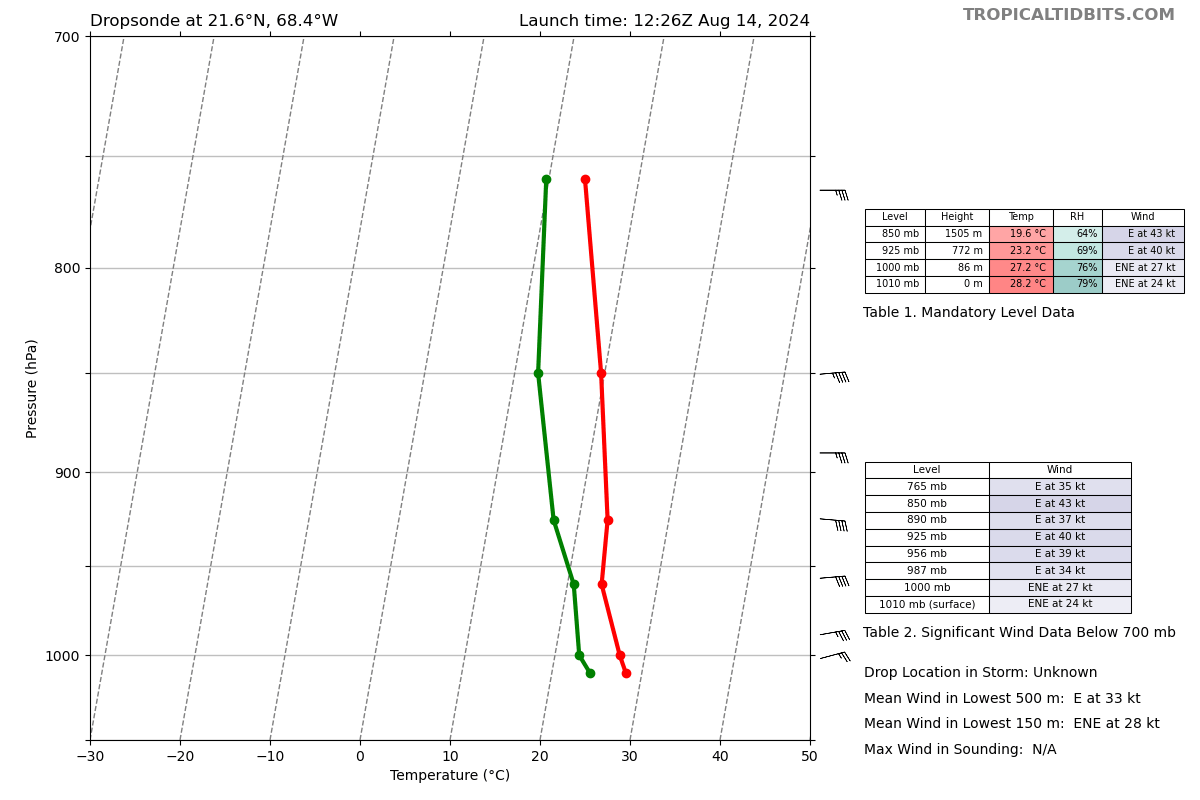 Dropsonde at 21.6°N, 68.4°W Launch time: 12:26Z Aug 14, 2024
TROPICALTIDBITS.COM
700
800
900
1000
Pressure (hPa)
−30 −20 −10 0 10 20 30 40 50
Temperature (°C)
Level Height Temp RH Wind
850 mb 1505 m 19.6 °C 64% E at 43 kt
925 mb 772 m 23.2 °C 69% E at 40 kt
1000 mb 86 m 27.2 °C 76% ENE at 27 kt
1010 mb 0 m 28.2 °C 79% ENE at 24 kt
Table 1. Mandatory Level Data
Level Wind
765 mb E at 35 kt
850 mb E at 43 kt
890 mb E at 37 kt
925 mb E at 40 kt
956 mb E at 39 kt
987 mb E at 34 kt
1000 mb ENE at 27 kt
1010 mb (surface) ENE at 24 kt
Table 2. Significant Wind Data Below 700 mb
Drop Location in Storm: Unknown
Mean Wind in Lowest 500 m: E at 33 kt
Mean Wind in Lowest 150 m: ENE at 28 kt
Max Wind in Sounding: N/A